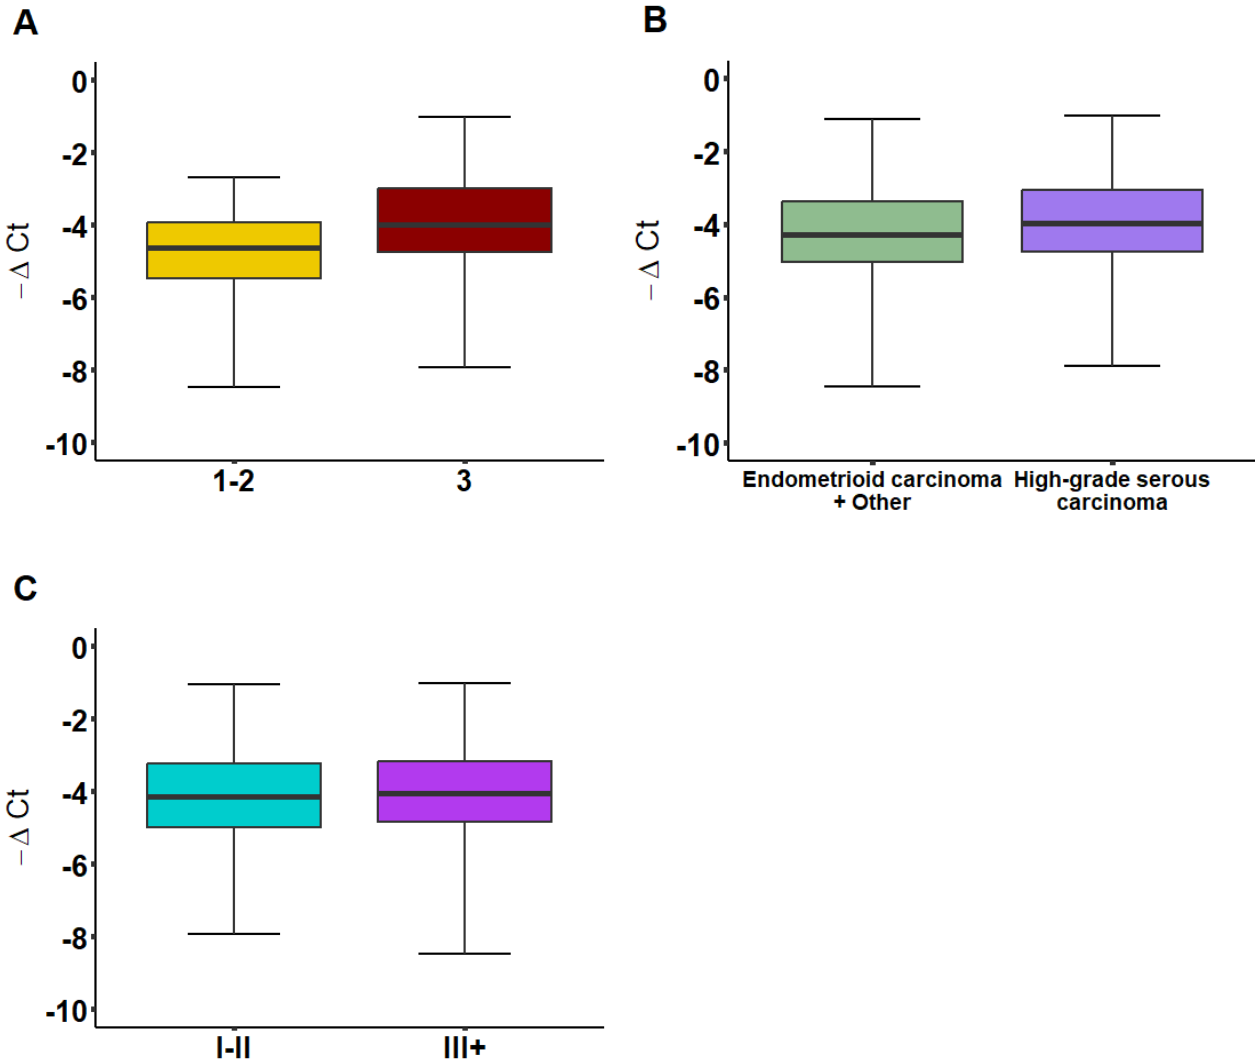 A
0
-2
-4
-6
-8
-10
− Δ Ct
1-2
3
B
0
-2
-4
-6
-8
-10
− Δ Ct
Endometrioid carcinoma
+ Other
High-grade serous
carcinoma
C
0
-2
-4
-6
-8
-10
− Δ Ct
I-II
III+